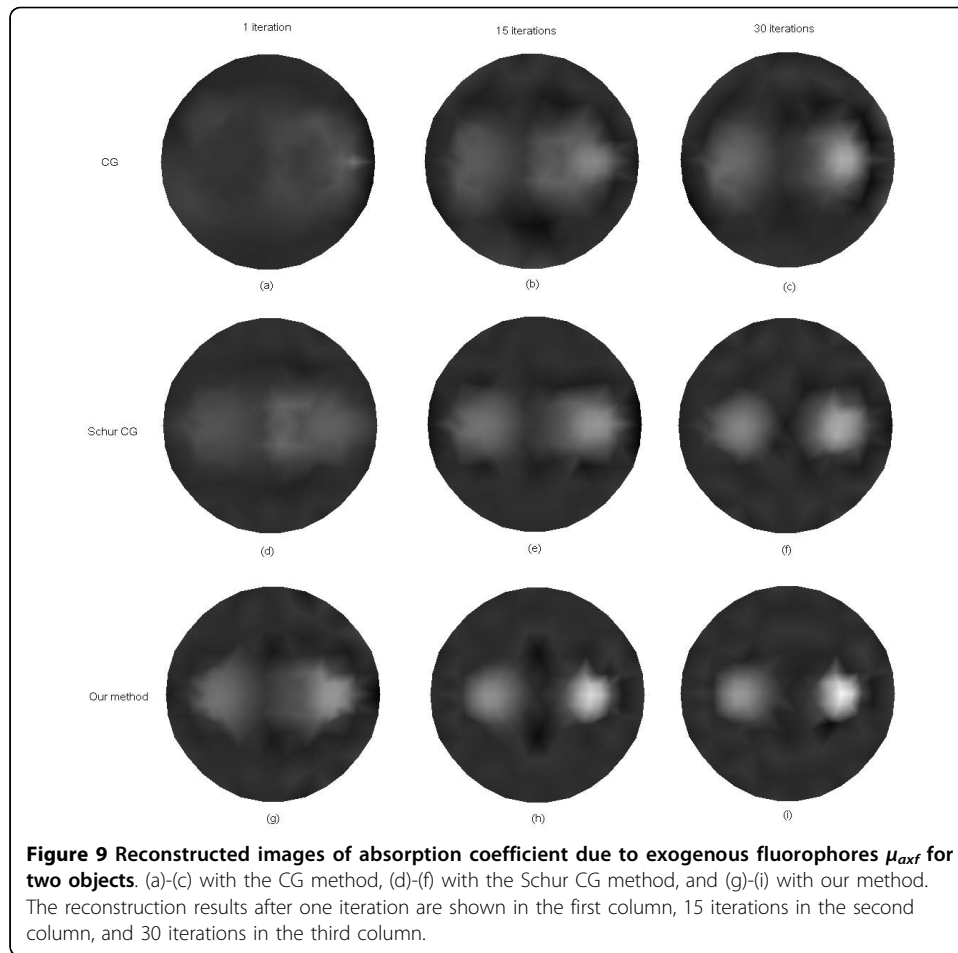 1 iteration
15 iterations
30 iterations
CG
(a)
(b)
(c)
Schur CG
(d)
(e)
(f)
Our method
(g)
(h)
(i)
Figure 9 Reconstructed images of absorption coefficient due to exogenous fluorophores μaxf for
two objects. (a)-(c) with the CG method, (d)-(f) with the Schur CG method, and (g)-(i) with our method.
The reconstruction results after one iteration are shown in the first column, 15 iterations in the second
column, and 30 iterations in the third column.